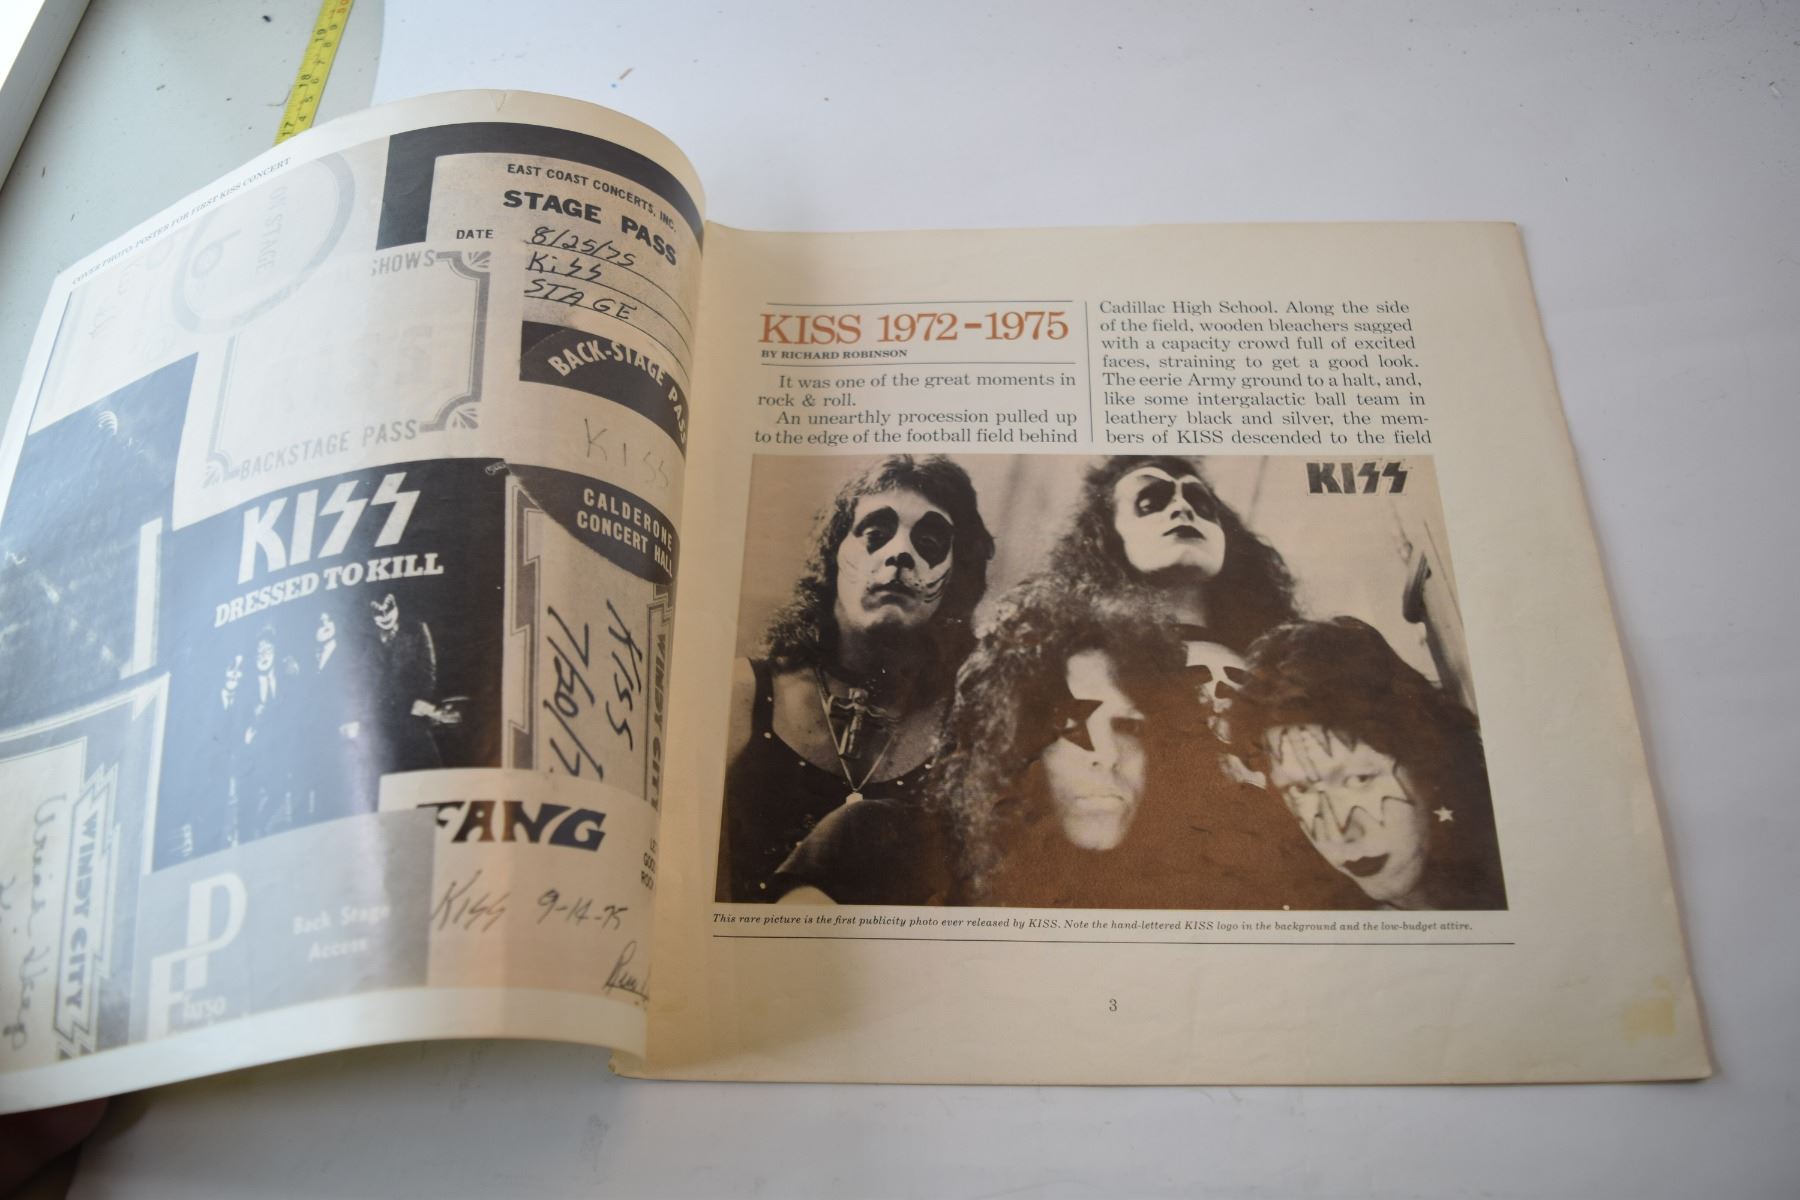 COVER PHOTO: POSTER FOR FIRST KISS CONCERT
ON STAGE
EAST COAST CONCERTS, INC.
STAGE PASS
DATE 8/25/75
KISS
STAGE
SHOWS
BACKSTAGE PASS
BACK-STAGE PASS
KISS
KISS
DRESSED TO KILL
CALDERONE
CONCERT HALL
KISS
WINDY CITY
FANG
KISS 9-14-75
WINDY CITY
Back Stage
Access
KISS 1972-1975
BY RICHARD ROBINSON
It was one of the great moments in
rock & roll.
An unearthly procession pulled up
to the edge of the football field behind
Cadillac High School. Along the side
of the field, wooden bleachers sagged
with a capacity crowd full of excited
faces, straining to get a good look.
The eerie Army ground to a halt, and,
like some intergalactic ball team in
leathery black and silver, the mem-
bers of KISS descended to the field
KISS
This rare picture is the first publicity photo ever released by KISS. Note the hand-lettered KISS logo in the background and the low-budget attire.
3
17
18
19